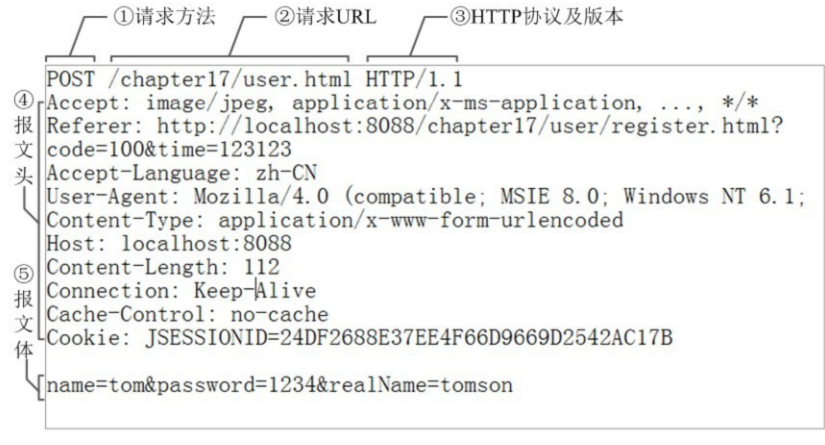 ①请求方法 ②请求URL ③HTTP协议及版本
POST /chapter17/user.html HTTP/1.1
④报文头
Accept: image/jpeg, application/x-ms-application, ..., */*
Referer: http://localhost:8088/chapter17/user/register.html?
code=100&time=123123
Accept-Language: zh-CN
User-Agent: Mozilla/4.0 (compatible; MSIE 8.0; Windows NT 6.1;
Content-Type: application/x-www-form-urlencoded
Host: localhost:8088
Content-Length: 112
Connection: Keep-Alive
Cache-Control: no-cache
Cookie: JSESSIONID=24DF2688E37EE4F66D9669D2542AC17B
⑤报文体
name=tom&password=1234&realName=tomson